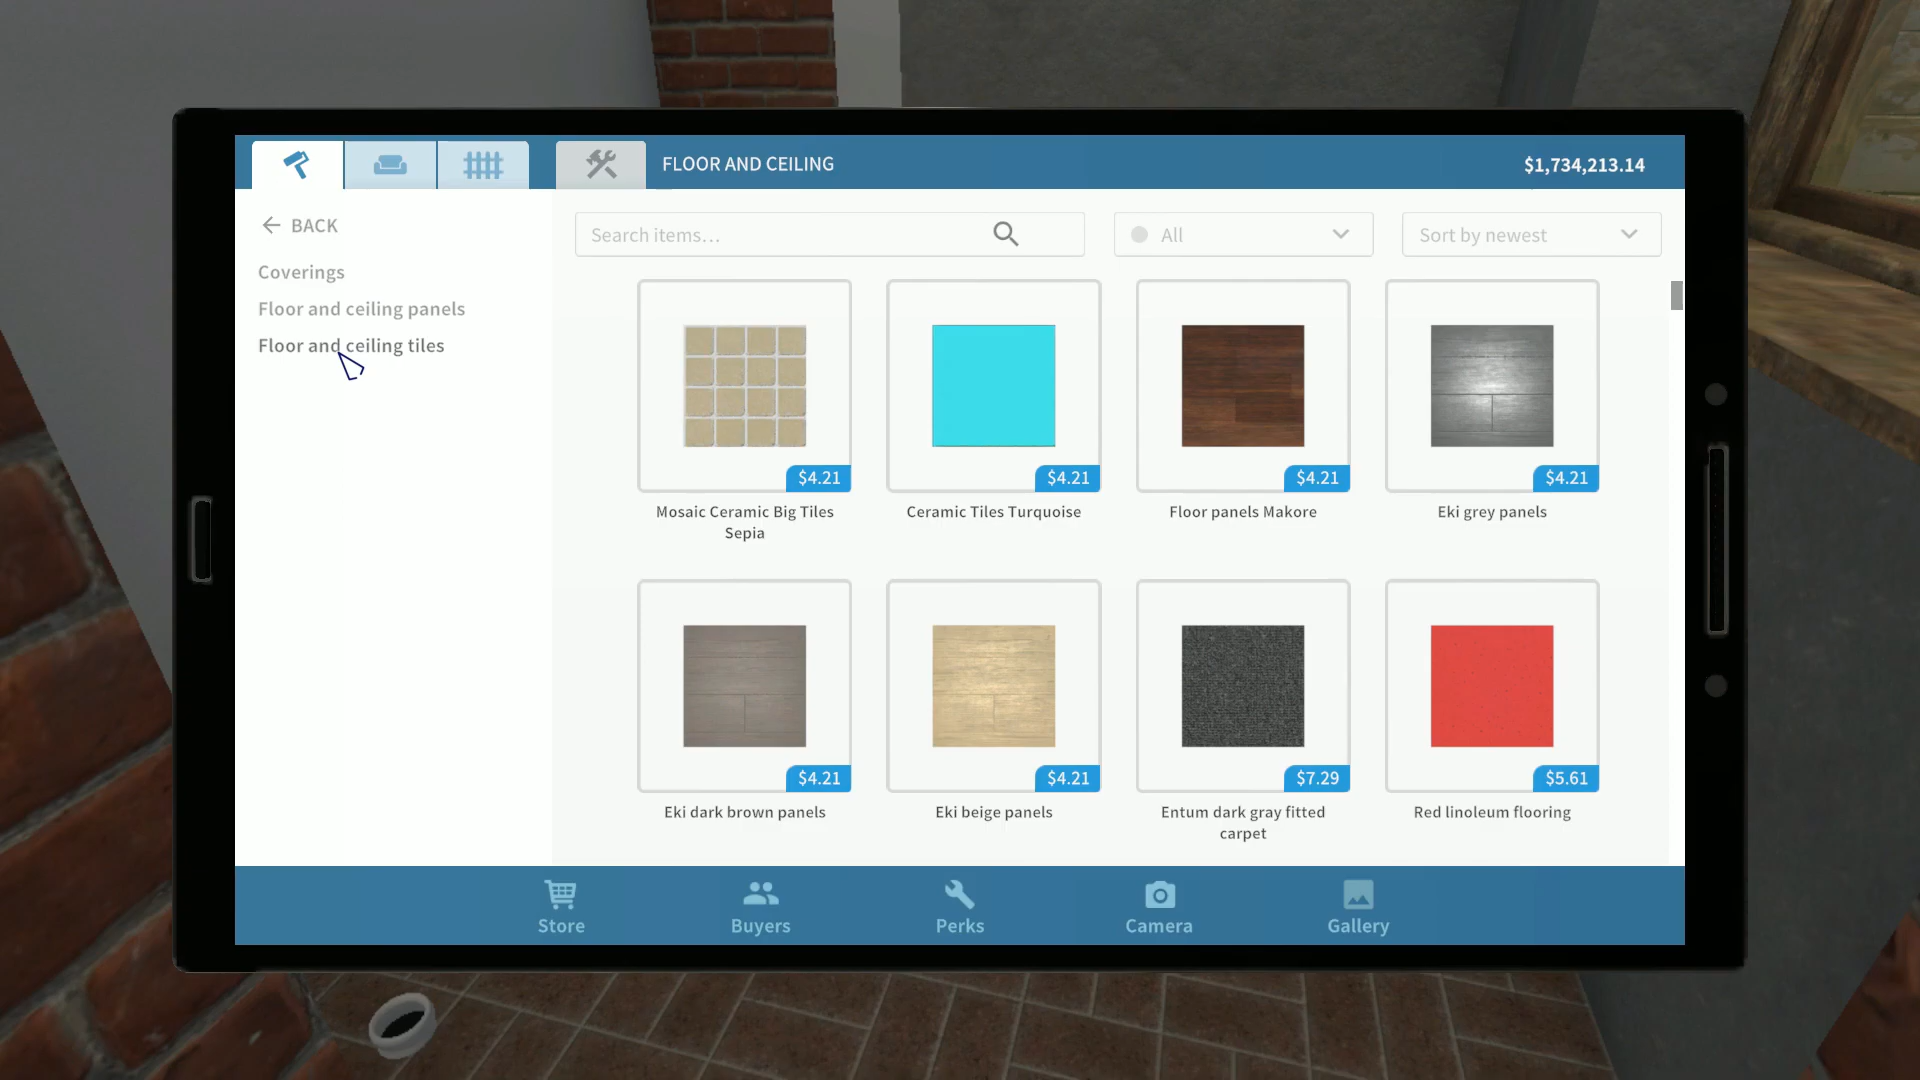 FLOOR AND CEILING
$1,734,213.14
BACK
Coverings
Floor and ceiling panels
Floor and ceiling tiles
Search items...
All
Sort by newest
$4.21
Mosaic Ceramic Big Tiles
Sepia
$4.21
Ceramic Tiles Turquoise
$4.21
Floor panels Makore
$4.21
Eki grey panels
$4.21
Eki dark brown panels
$4.21
Eki beige panels
$7.29
Entum dark gray fitted
carpet
$5.61
Red linoleum flooring
Store
Buyers
Perks
Camera
Gallery